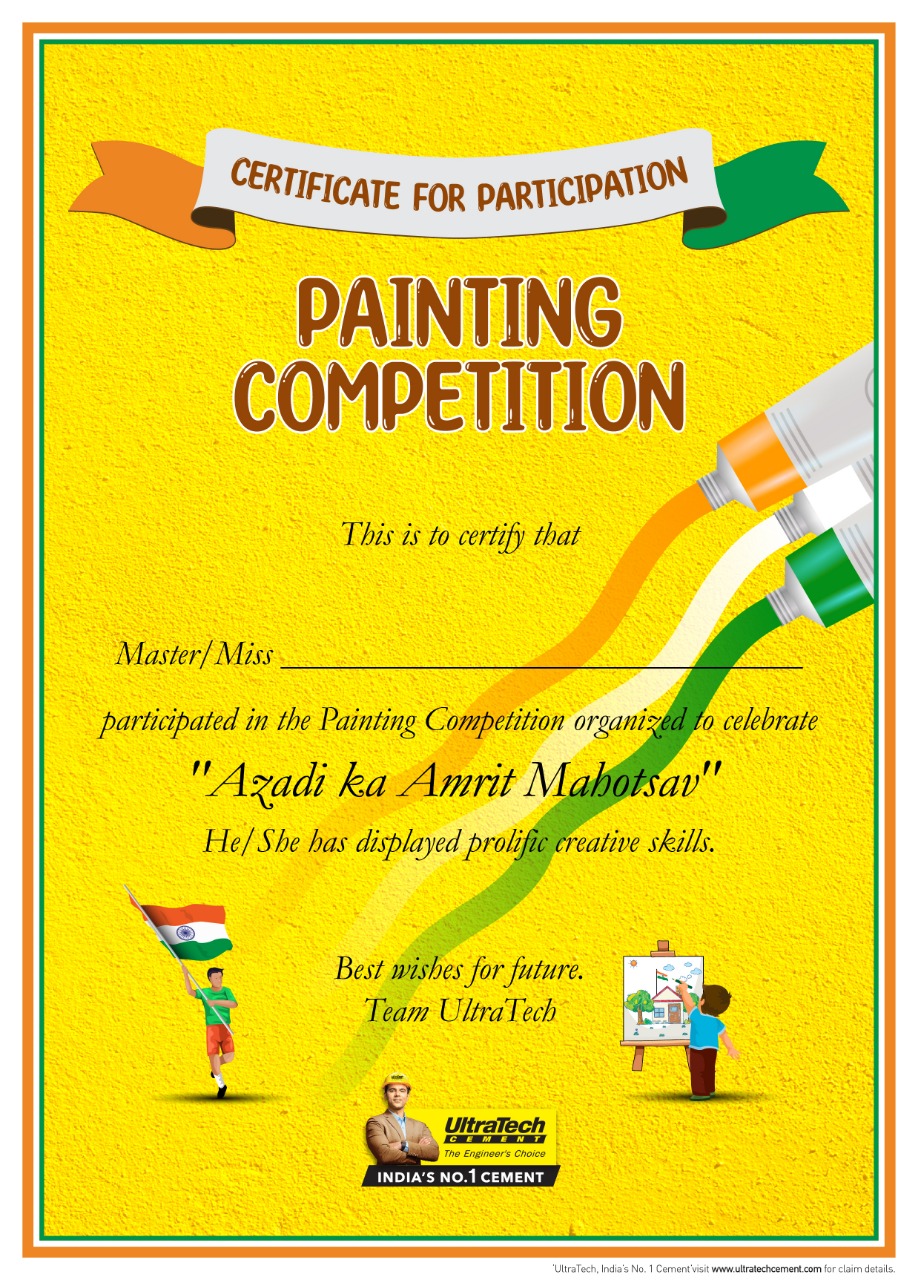 CERTIFICATE FOR PARTICIPATION
PAINTING
COMPETITION
This is to certify that
Master/Miss
participated in the Painting Competition organized to celebrate
"Azadi ka Amrit Mahotsav"
He/She has displayed prolific creative skills.
Best wishes for future.
Team UltraTech
UltraTech
CEMENT
The Engineer's Choice
INDIA'S NO.1 CEMENT
'UltraTech, India's No. 1 Cement'visit www.ultratechcement.com for claim details.